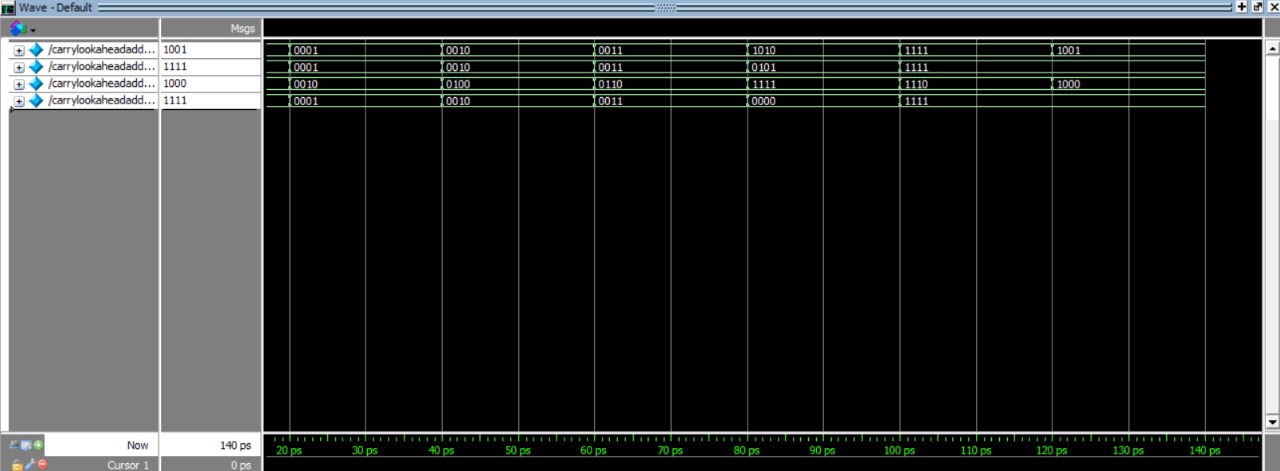 Wave - Default
Msgs
/carrylookaheadadd... 1001 0001 0010 0011 1010 1111 1001
/carrylookaheadadd... 1111 0001 0010 0011 0101 1111
/carrylookaheadadd... 1000 0010 0100 0110 1111 1110 1000
/carrylookaheadadd... 1111 0001 0010 0011 0000 1111
Now 140 ps 20 ps 30 ps 40 ps 50 ps 60 ps 70 ps 80 ps 90 ps 100 ps 110 ps 120 ps 130 ps 140 ps
Cursor 1 0 ps